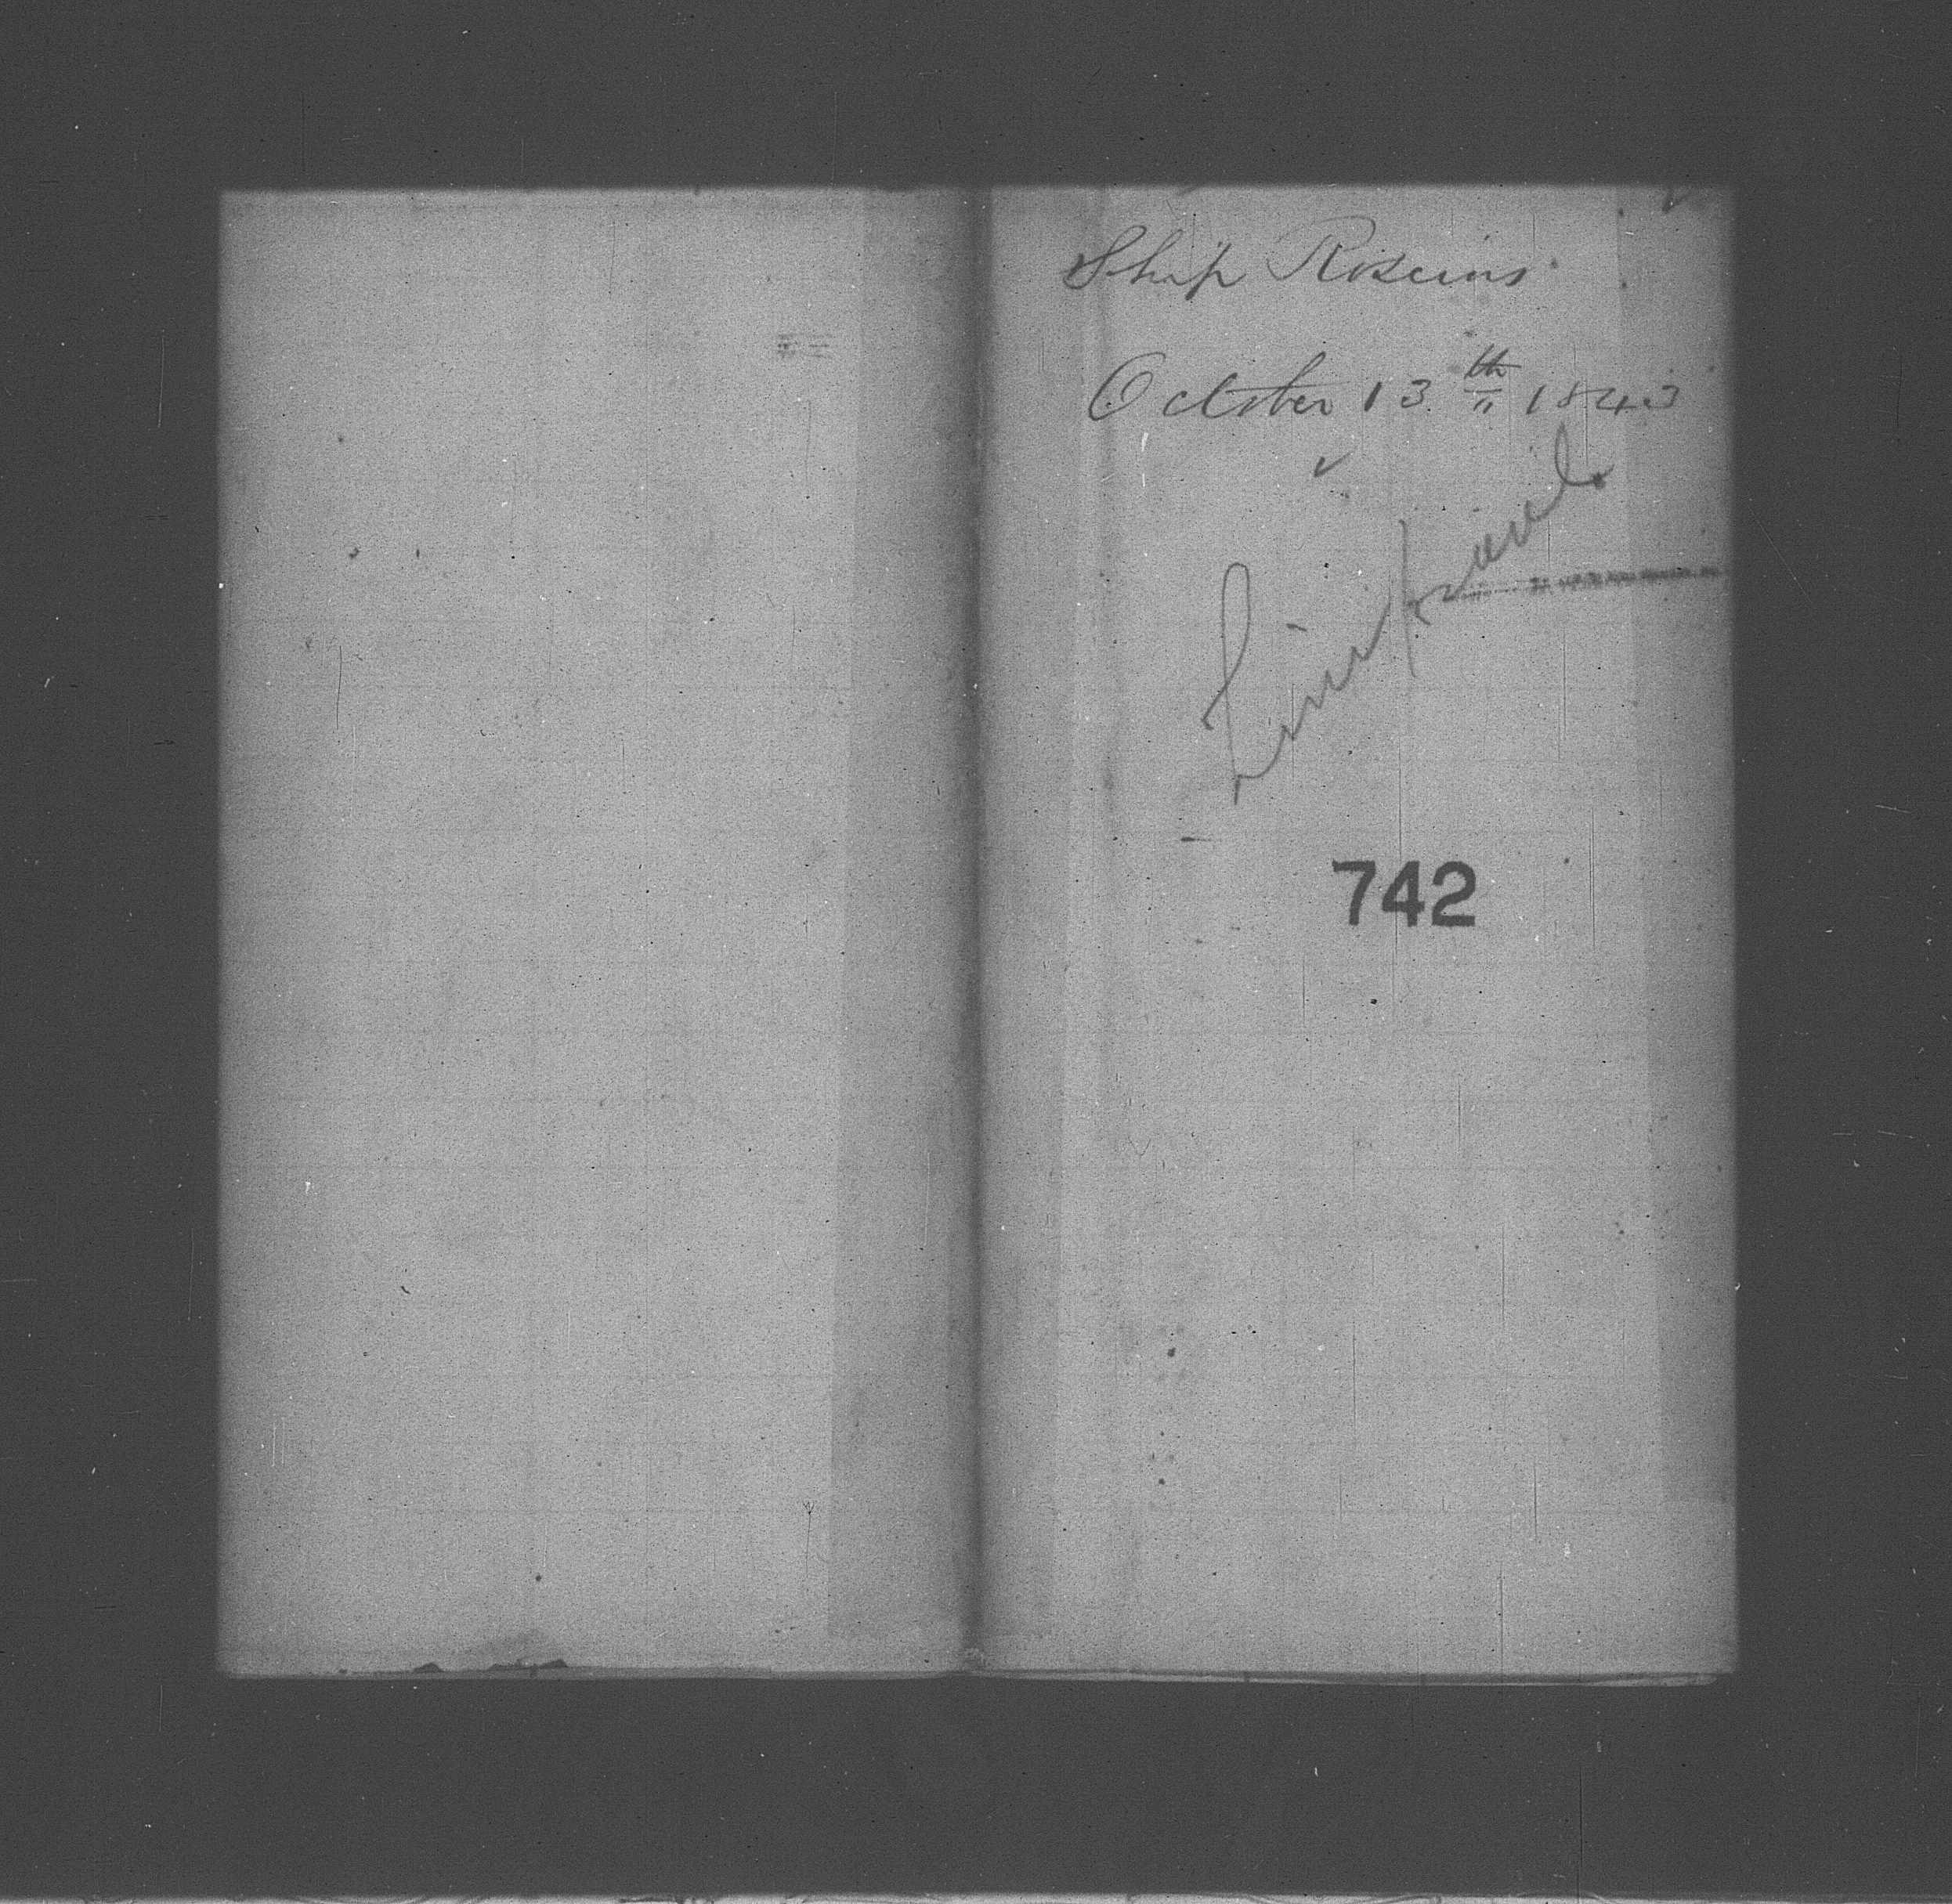 Ship Roscius
October 13th 1843
Liverpool
742